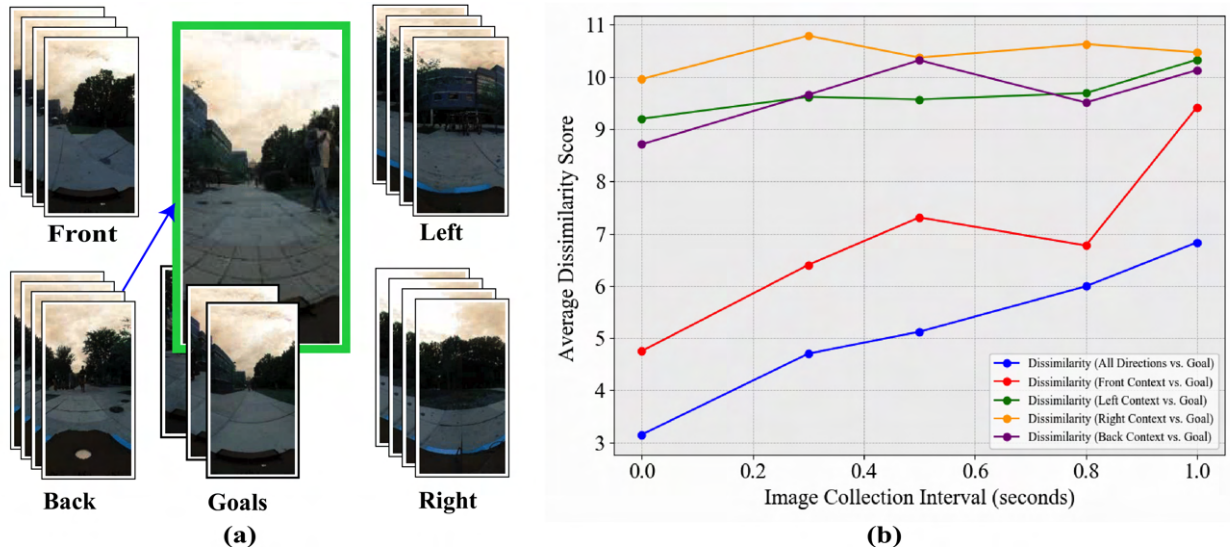 Front
Left
Back
Goals
Right
(a)
Average Dissimilarity Score
11
10
9
8
7
6
5
4
3
Dissimilarity (All Directions vs. Goal)
Dissimilarity (Front Context vs. Goal)
Dissimilarity (Left Context vs. Goal)
Dissimilarity (Right Context vs. Goal)
Dissimilarity (Back Context vs. Goal)
0.0 0.2 0.4 0.6 0.8 1.0
Image Collection Interval (seconds)
(b)